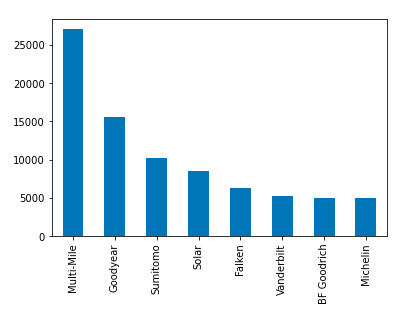 25000
20000
15000
10000
5000
0
Multi-Mile
Goodyear
Sumitomo
Solar
Falken
Vanderbilt
BF Goodrich
Michelin